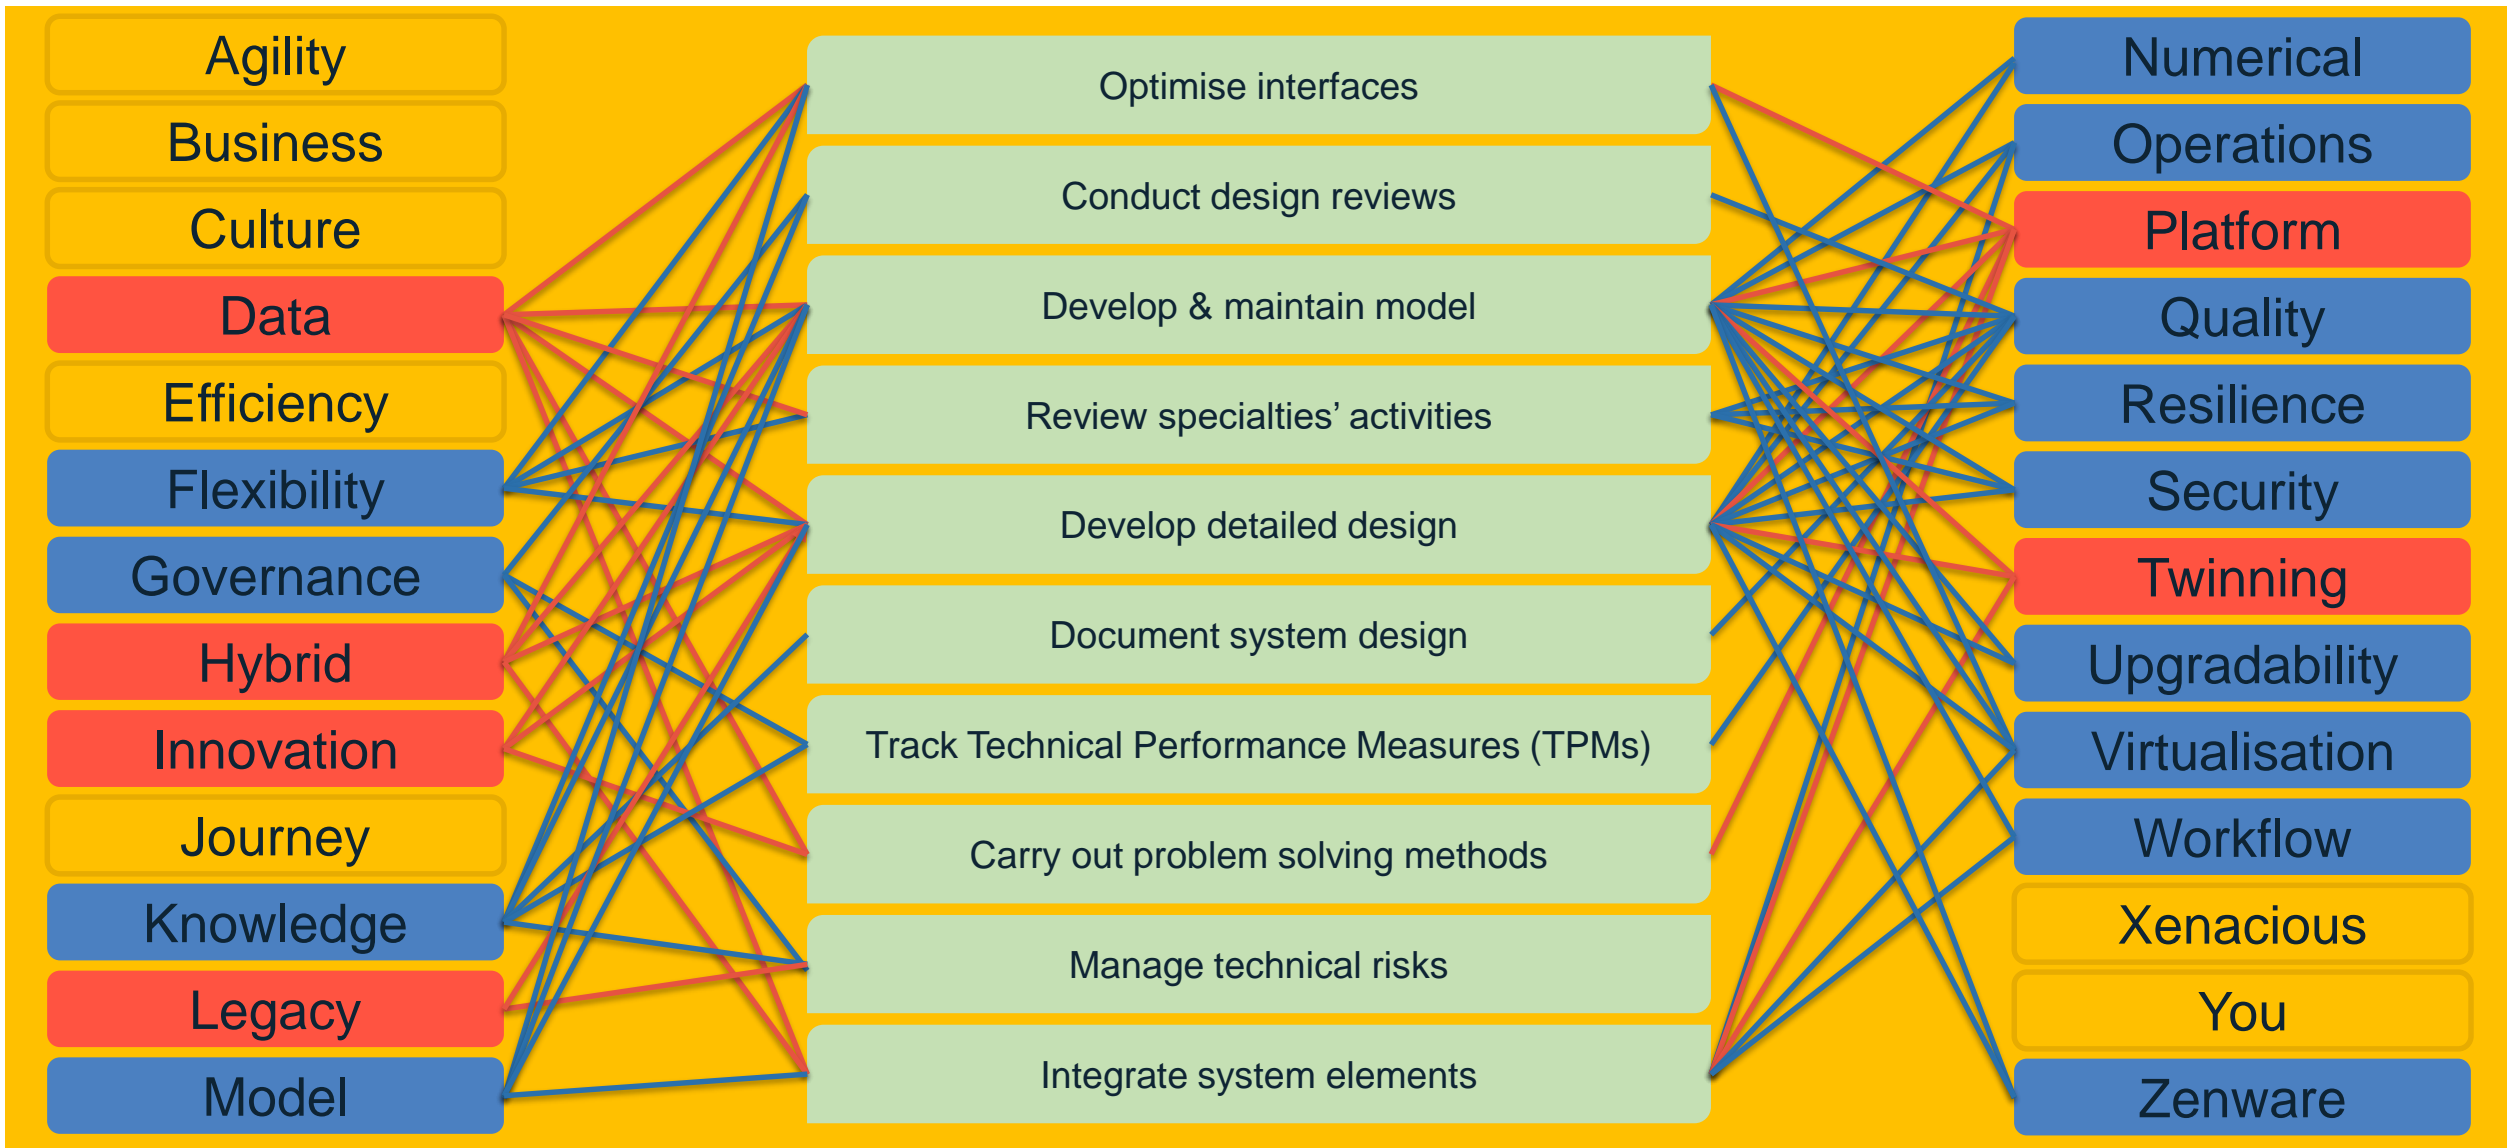 Agility
Business
Culture
Data
Efficiency
Flexibility
Governance
Hybrid
Innovation
Journey
Knowledge
Legacy
Model
Optimise interfaces
Conduct design reviews
Develop & maintain model
Review specialties’ activities
Develop detailed design
Document system design
Track Technical Performance Measures (TPMs)
Carry out problem solving methods
Manage technical risks
Integrate system elements
Numerical
Operations
Platform
Quality
Resilience
Security
Twinning
Upgradability
Virtualisation
Workflow
Xenacious
You
Zenware